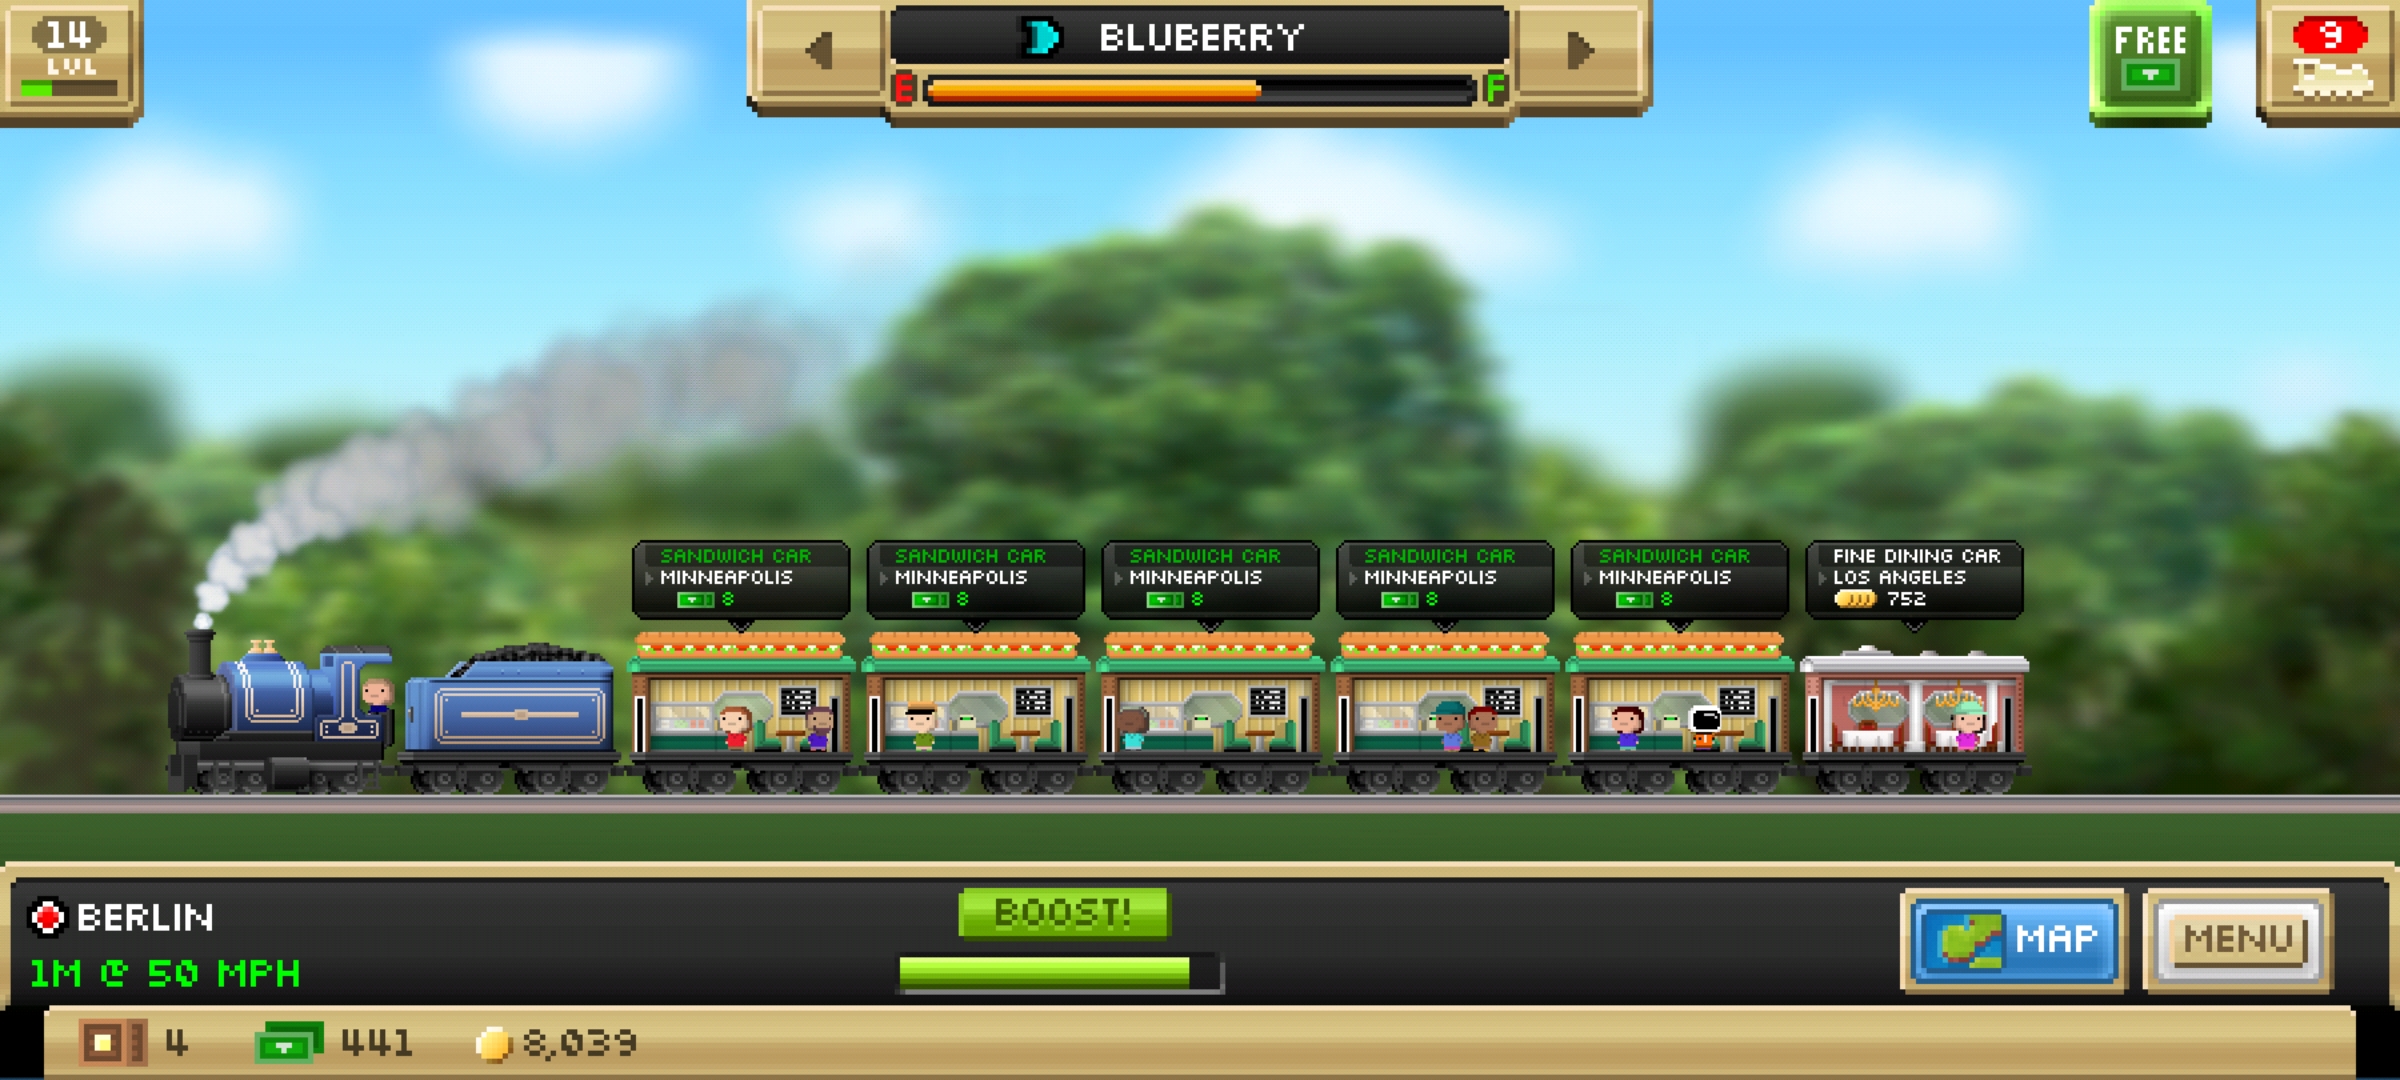 14
LVL
BLUBERRY
E F
FREE
9
SANDWICH CAR
MINNEAPOLIS
8
SANDWICH CAR
MINNEAPOLIS
8
SANDWICH CAR
MINNEAPOLIS
8
SANDWICH CAR
MINNEAPOLIS
8
SANDWICH CAR
MINNEAPOLIS
8
FINE DINING CAR
LOS ANGELES
752
BERLIN
1M @ 50 MPH
BOOST!
MAP
MENU
4
441
8,039